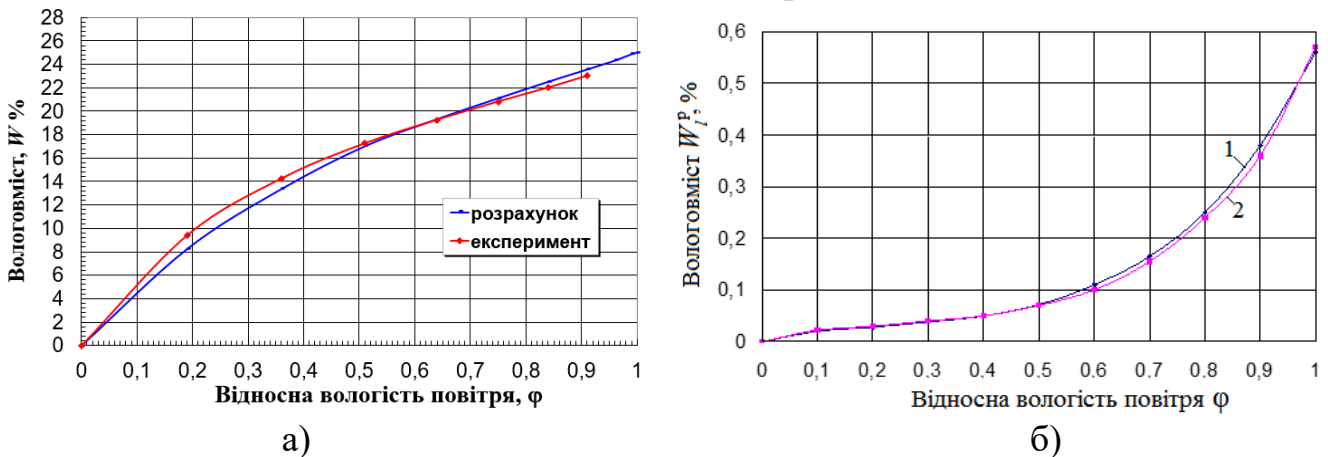 28
26
24
22
20
18
16
14
12
10
8
6
4
2
0
Вологовміст, W %
розрахунок
експеримент
0 0,1 0,2 0,3 0,4 0,5 0,6 0,7 0,8 0,9 1
Відносна вологість повітря, φ
а)
0,6
0,5
0,4
0,3
0,2
0,1
0
Вологовміст W_l^р, %
1
2
0 0,1 0,2 0,3 0,4 0,5 0,6 0,7 0,8 0,9 1
Відносна вологість повітря φ
б)